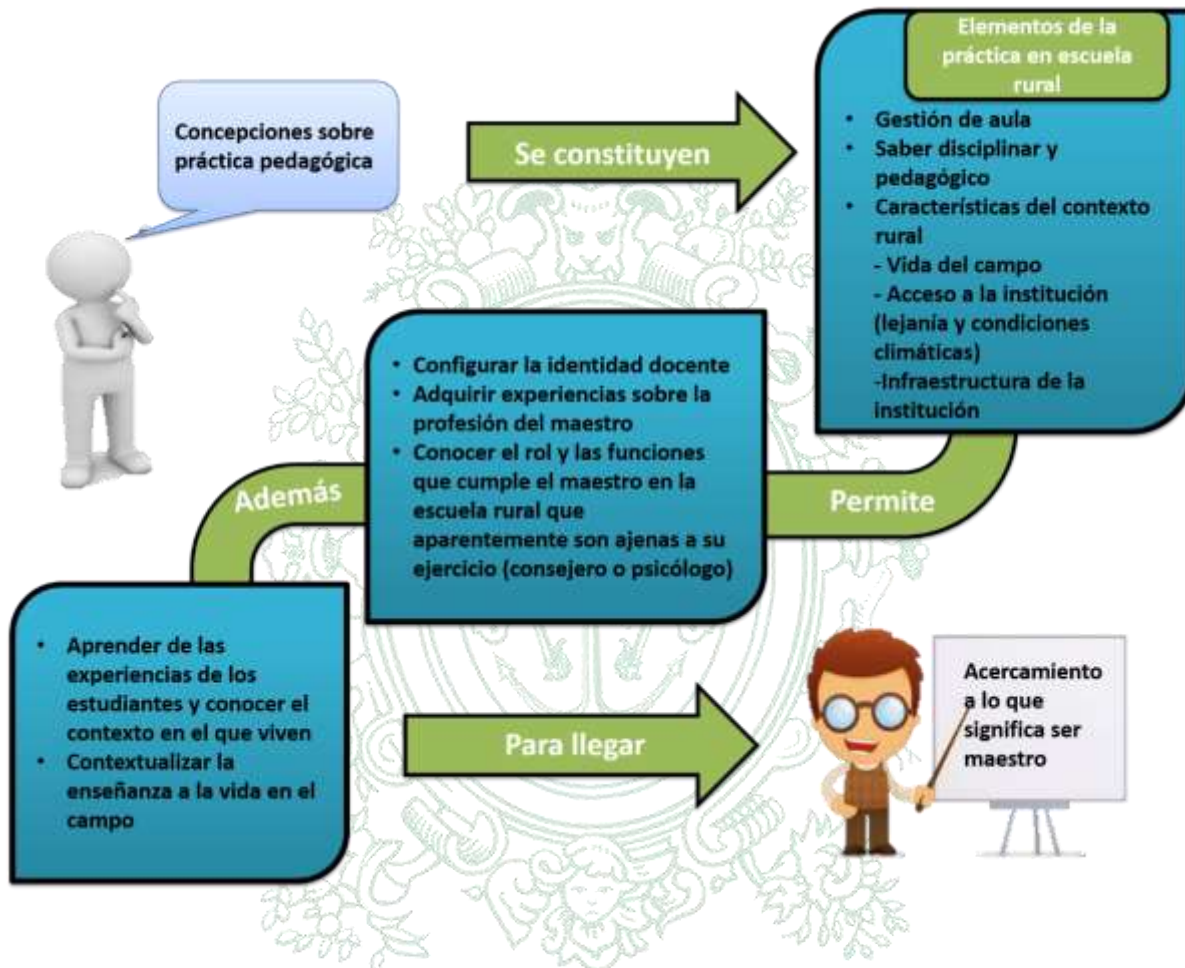 Concepciones sobre
práctica pedagógica
Se constituyen
Elementos de la
práctica en escuela
rural
• Gestión de aula
• Saber disciplinar y
pedagógico
• Características del contexto
rural
- Vida del campo
- Acceso a la institución
(lejanía y condiciones
climáticas)
-Infraestructura de la
institución
Permite
• Configurar la identidad docente
• Adquirir experiencias sobre la
profesión del maestro
• Conocer el rol y las funciones
que cumple el maestro en la
escuela rural que
aparentemente son ajenas a su
ejercicio (consejero o psicólogo)
Además
• Aprender de las
experiencias de los
estudiantes y conocer el
contexto en el que viven
• Contextualizar la
enseñanza a la vida en el
campo
Para llegar
Acercamiento
a lo que
significa ser
maestro